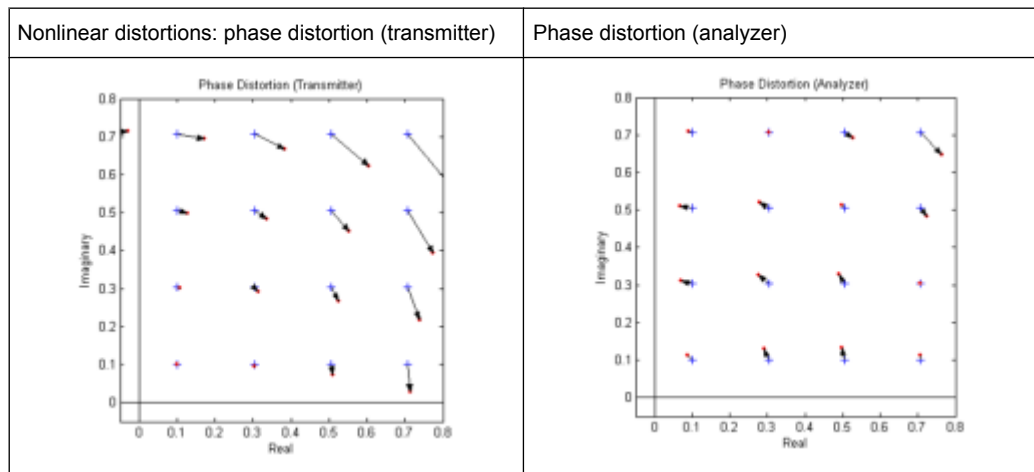 Nonlinear distortions: phase distortion (transmitter)
Phase distortion (analyzer)
Phase Distortion (Transmitter)
0.8
0.7
0.6
0.5
0.4
0.3
0.2
0.1
0
Imaginary
0 0.1 0.2 0.3 0.4 0.5 0.6 0.7 0.8
Real
Phase Distortion (Analyzer)
0.8
0.7
0.6
0.5
0.4
0.3
0.2
0.1
0
Imaginary
0 0.1 0.2 0.3 0.4 0.5 0.6 0.7 0.8
Real